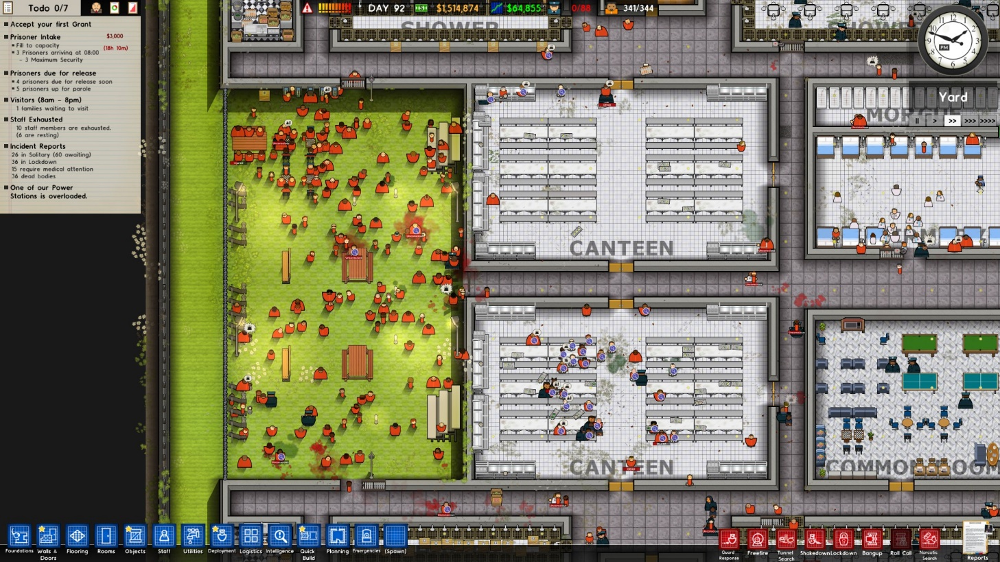 Todo 0/7
Accept your first Grant
Prisoner Intake $3,000
Fill to capacity
3 Prisoners arriving at 08:00 (18h 10m)
- 3 Maximum Security
Prisoners due for release
4 prisoners due for release soon
5 prisoners up for parole
Visitors (8am - 8pm)
1 families waiting to visit
Staff Exhausted
10 staff members are exhausted.
(6 are resting)
Incident Reports
26 in Solitary (60 awaiting)
36 in Lockdown
15 require medical attention
36 dead bodies
One of our Power
Stations is overloaded.
DAY 92 $1,514,874 $64,855 0/88 341/344
SHOWER
PM
Yard
MORGUE
> >> >>> >>>>
CANTEEN
CANTEEN
COMMON ROOM
Foundations
Walls & Doors
Flooring
Rooms
Objects
Staff
Utilities
Deployment
Logistics
Intelligence
Quick Build
Planning
Emergencies
(Spawn)
Guard Response
Freefire
Tunnel Search
Shakedown
Lockdown
Bangup
Roll Call
Narcotic Search
Reports